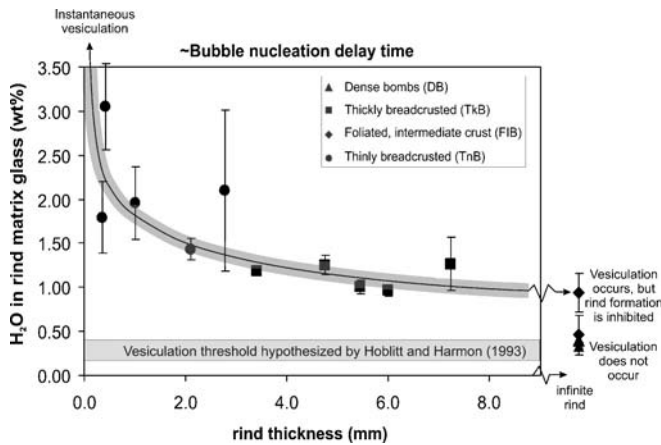 Instantaneous
vesiculation
~Bubble nucleation delay time
3.50
3.00
2.50
2.00
1.50
1.00
0.50
0.00
H₂O in rind matrix glass (wt%)
Dense bombs (DB)
Thickly breadcrusted (TkB)
Foliated, intermediate crust (FIB)
Thinly breadcrusted (TnB)
Vesiculation
occurs, but
rind formation
is inhibited
Vesiculation
does not
occur
Vesiculation threshold hypothesized by Hoblitt and Harmon (1993)
0.0
2.0
4.0
6.0
8.0
infinite
rind
rind thickness (mm)